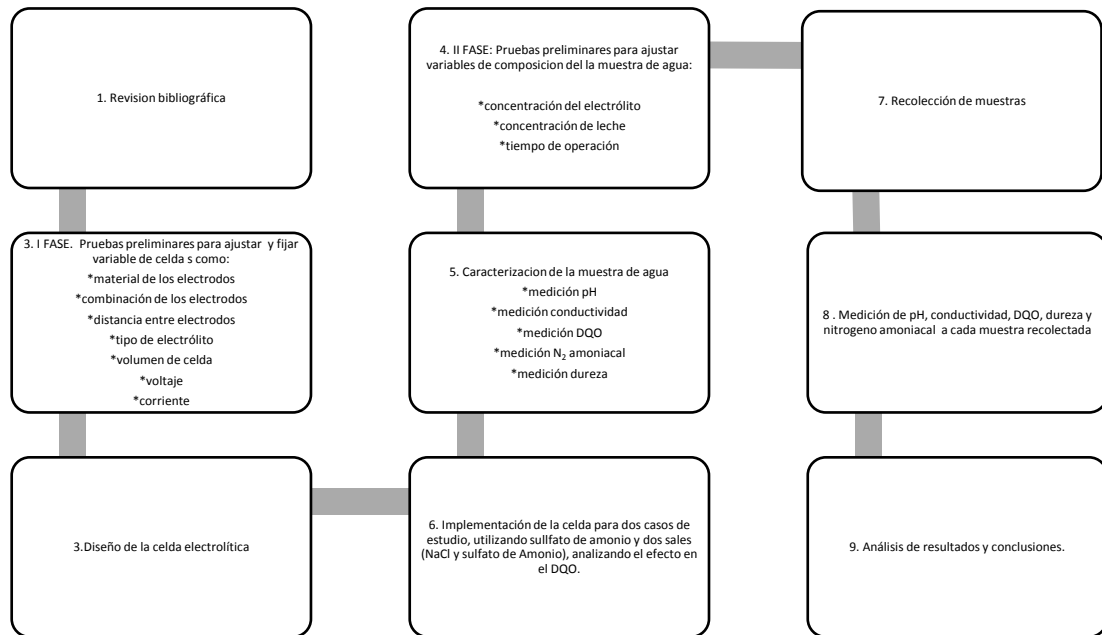 1. Revision bibliográfica
3. I FASE. Pruebas preliminares para ajustar y fijar
variable de celda s como:
*material de los electrodos
*combinación de los electrodos
*distancia entre electrodos
*tipo de electrólito
*volumen de celda
*voltaje
*corriente
3.Diseño de la celda electrolítica
4. II FASE: Pruebas preliminares para ajustar
variables de composicion del la muestra de agua:
*concentración del electrólito
*concentración de leche
*tiempo de operación
5. Caracterizacion de la muestra de agua
*medición pH
*medición conductividad
*medición DQO
*medición N₂ amoniacal
*medición dureza
6. Implementación de la celda para dos casos de
estudio, utilizando sullfato de amonio y dos sales
(NaCl y sulfato de Amonio), analizando el efecto en
el DQO.
7. Recolección de muestras
8 . Medición de pH, conductividad, DQO, dureza y
nitrogeno amoniacal a cada muestra recolectada
9. Análisis de resultados y conclusiones.